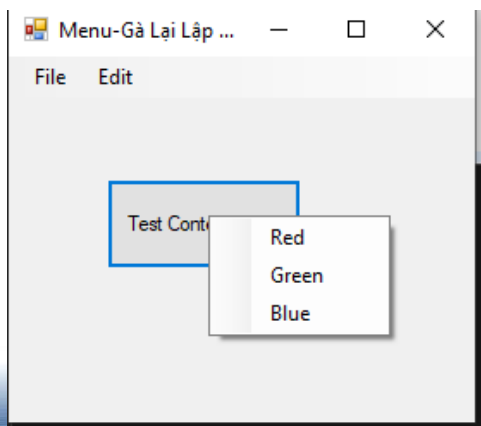 Menu-Gà Lại Lập ...
File Edit
Test Conte
Red
Green
Blue